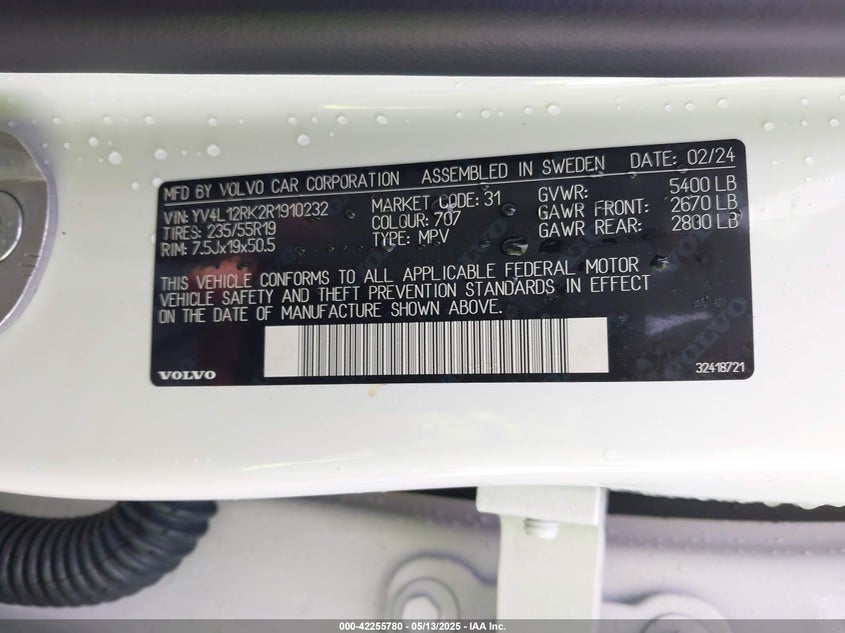 MFD BY VOLVO CAR CORPORATION ASSEMBLED IN SWEDEN DATE: 02/24
VIN: YV4L12RK2R1910232 MARKET CODE: 31 GVWR: 5400 LB
TIRES: 235/55R19 COLOUR: 707 GAWR FRONT: 2670 LB
RIM: 7.5Jx19x50.5 TYPE: MPV GAWR REAR: 2800 LB
THIS VEHICLE CONFORMS TO ALL APPLICABLE FEDERAL MOTOR
VEHICLE SAFETY AND THEFT PREVENTION STANDARDS IN EFFECT
ON THE DATE OF MANUFACTURE SHOWN ABOVE.
VOLVO 32418721
000-42255780 — 05/13/2025 — IAA Inc.